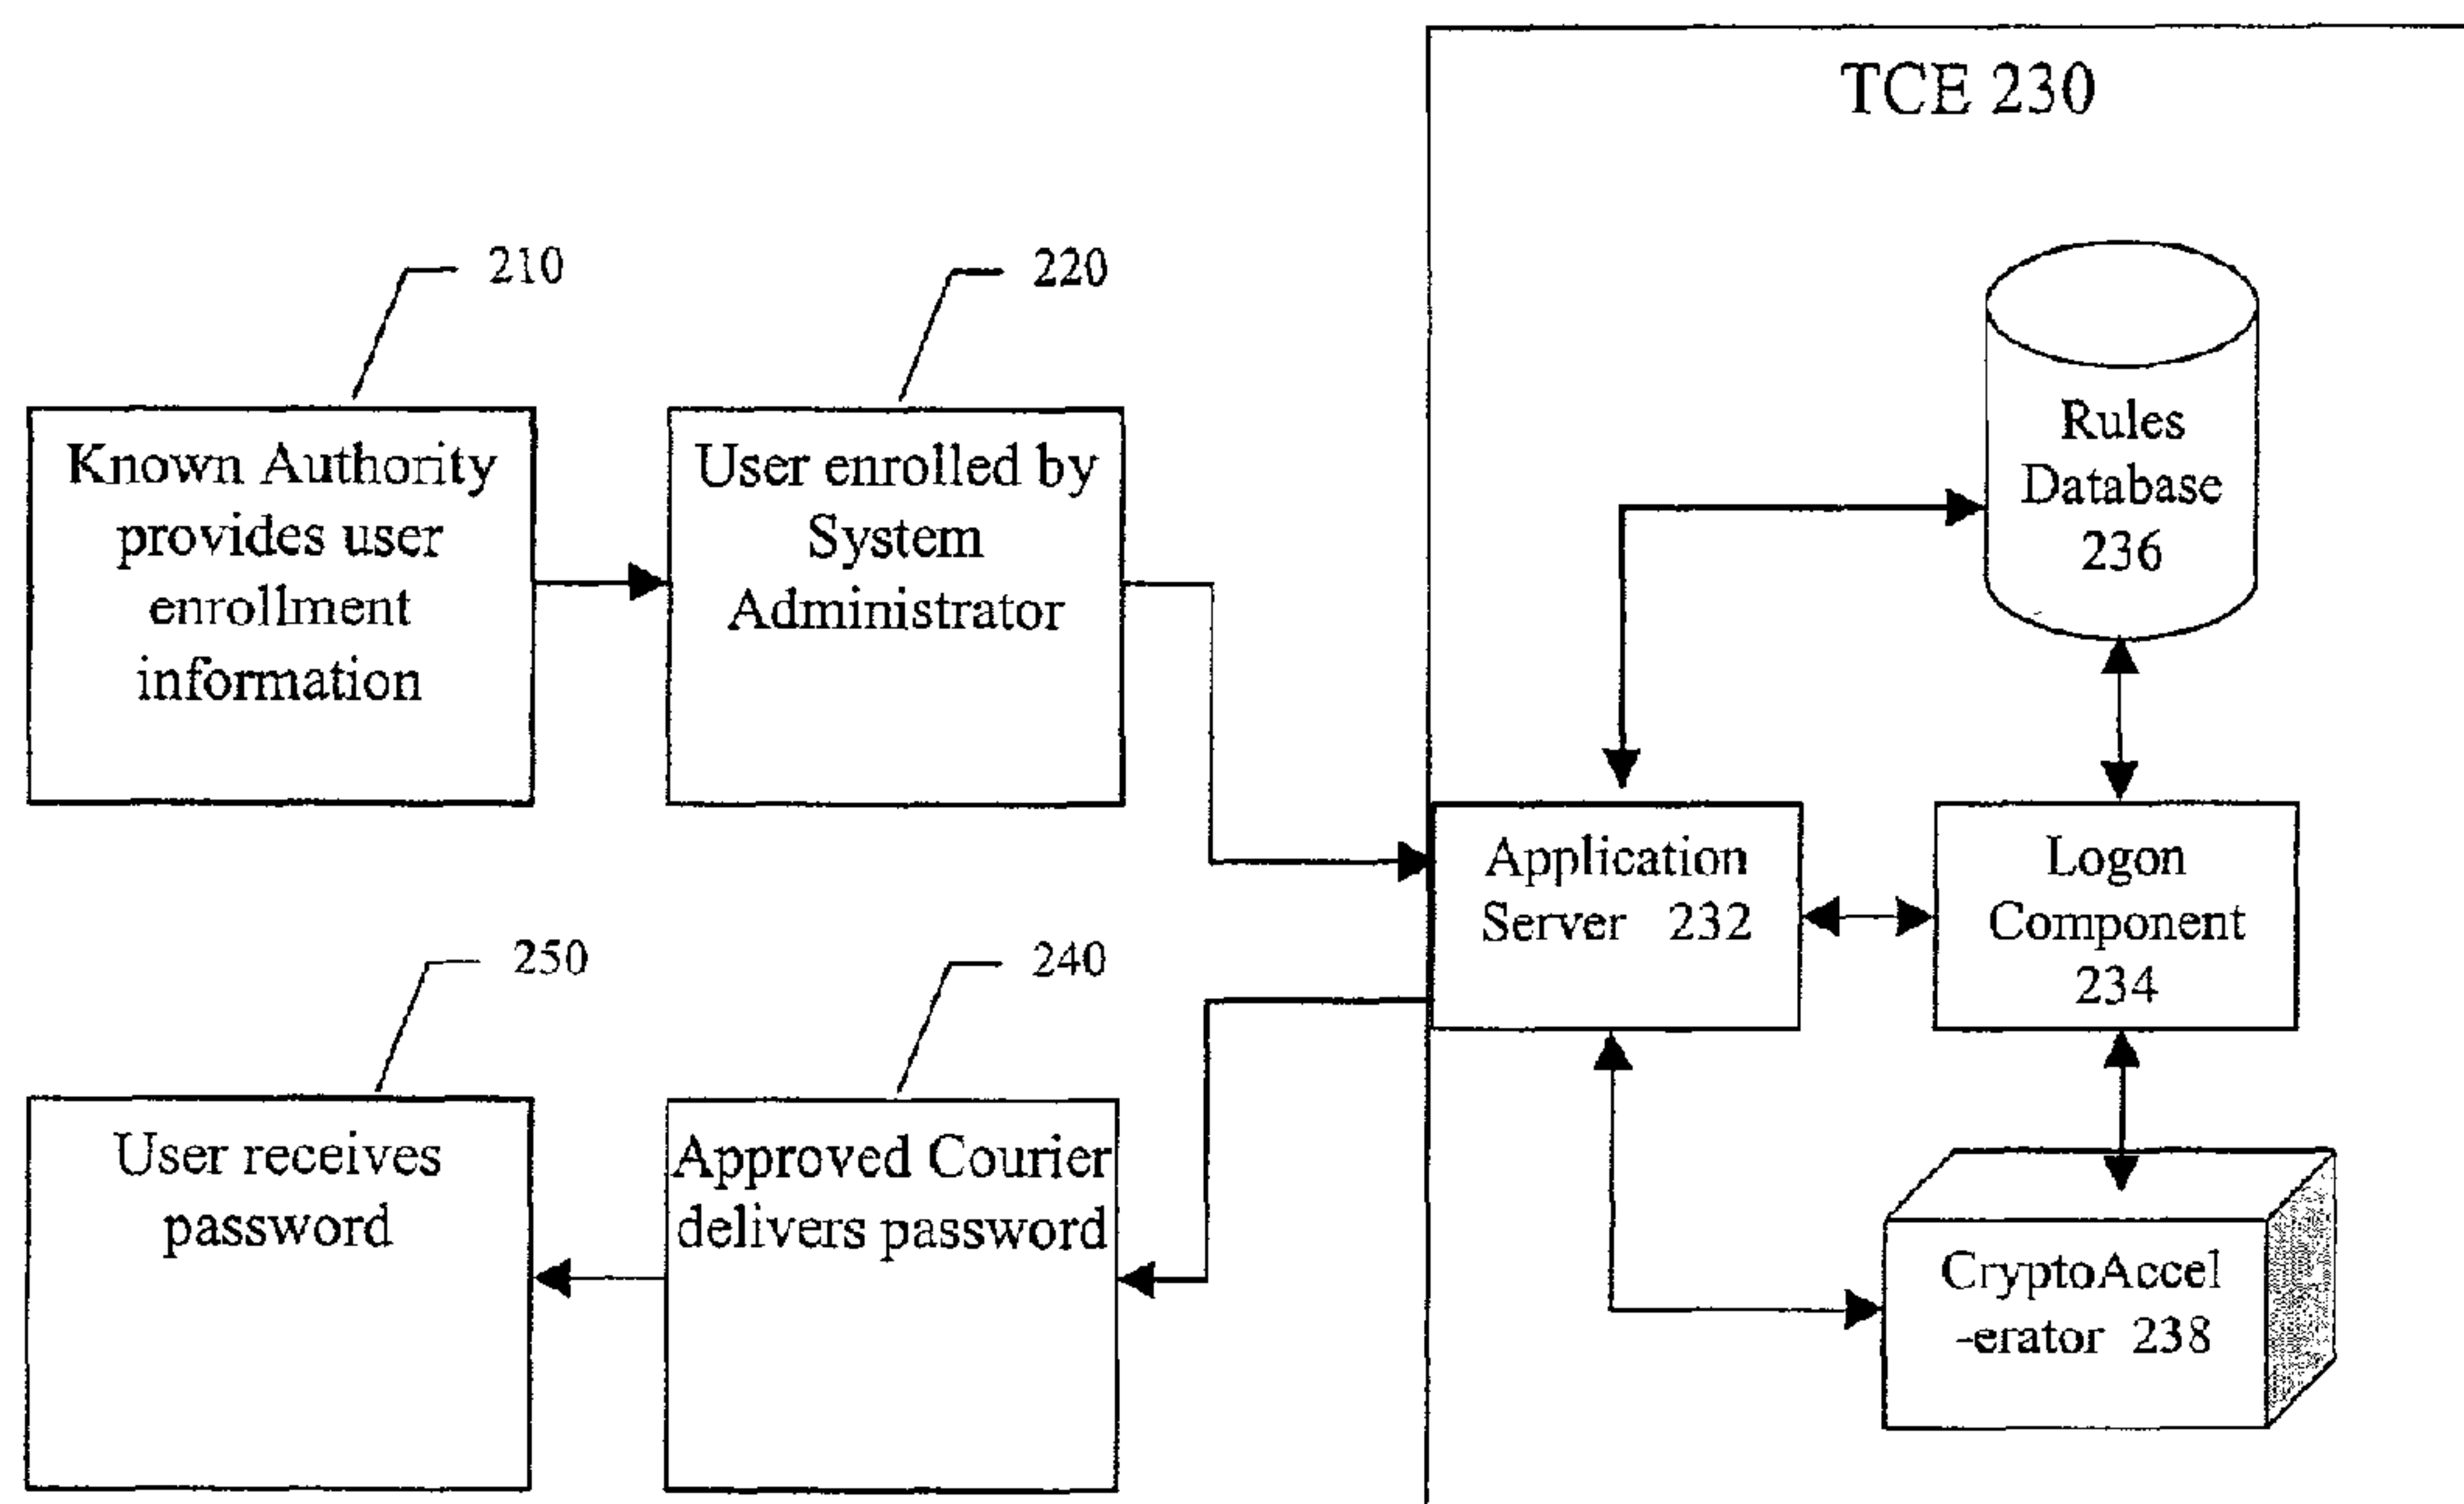 TCE 230
210
220
Known Authority
provides user
enrollment
information
User enrolled by
System
Administrator
Rules
Database
236
Application
Server 232
Logon
Component
234
250
240
User receives
password
Approved Courier
delivers password
CryptoAccel
-erator 238